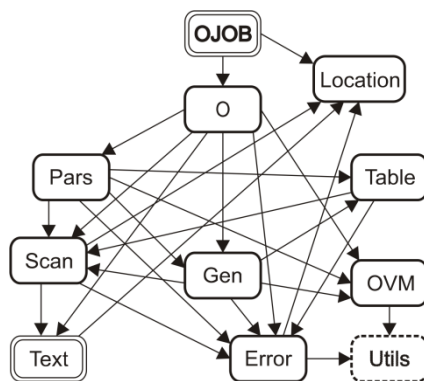 OJOB
Location
O
Pars
Table
Scan
Gen
OVM
Text
Error
Utils